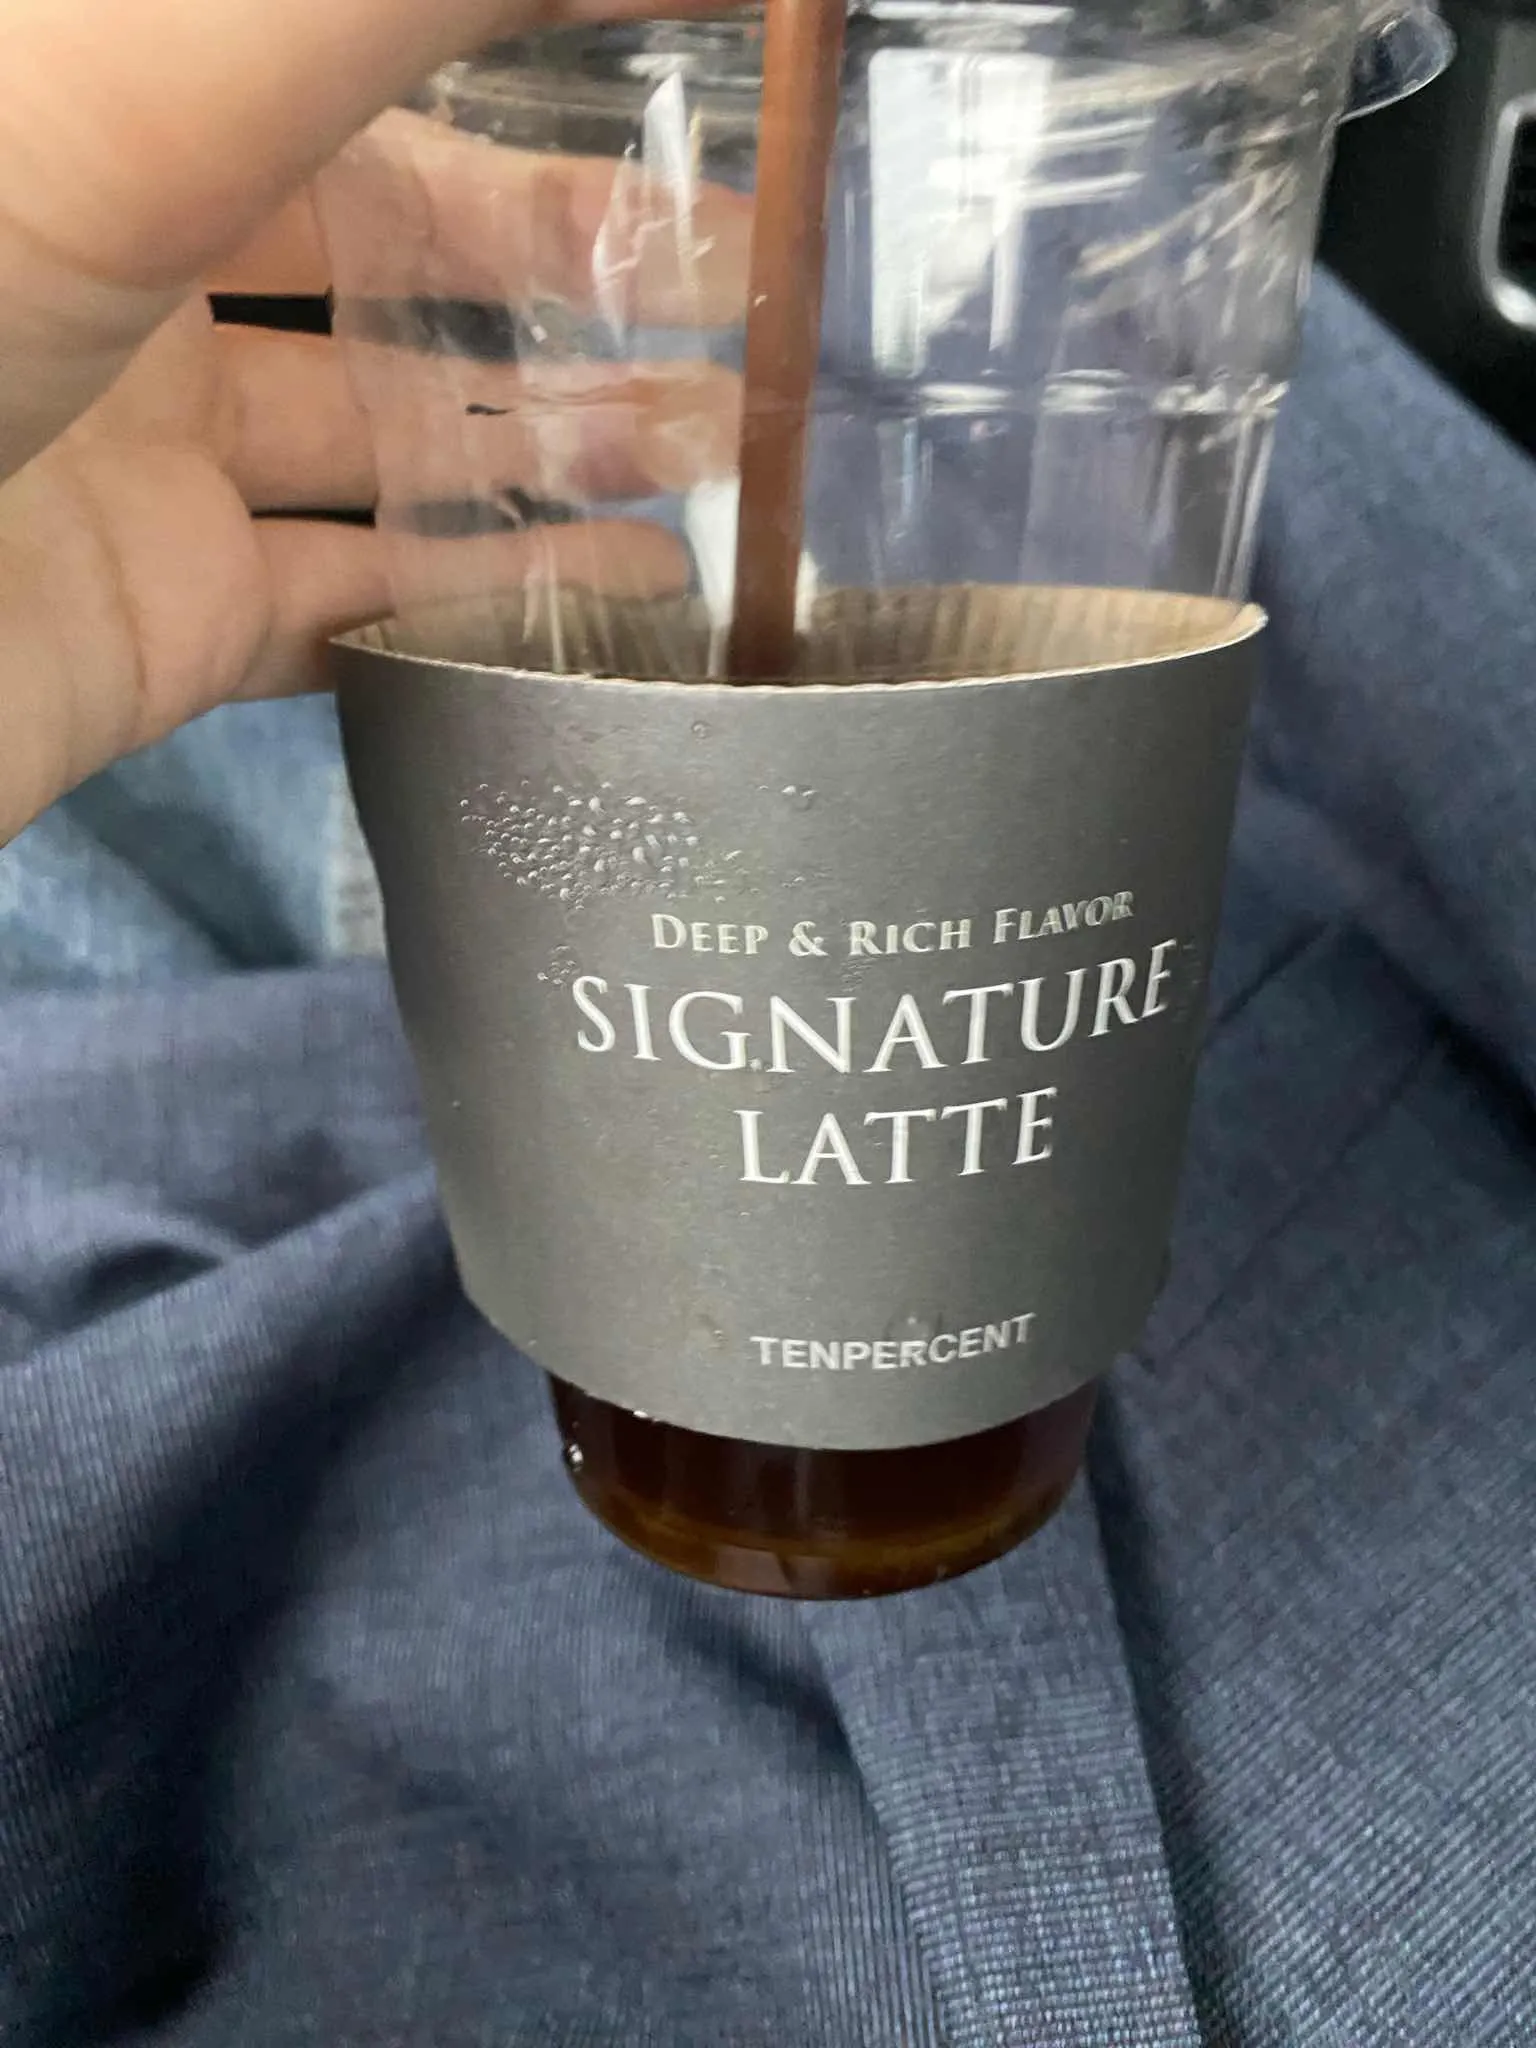 DEEP & RICH FLAVOR
SIGNATURE
LATTE
TENPERCENT